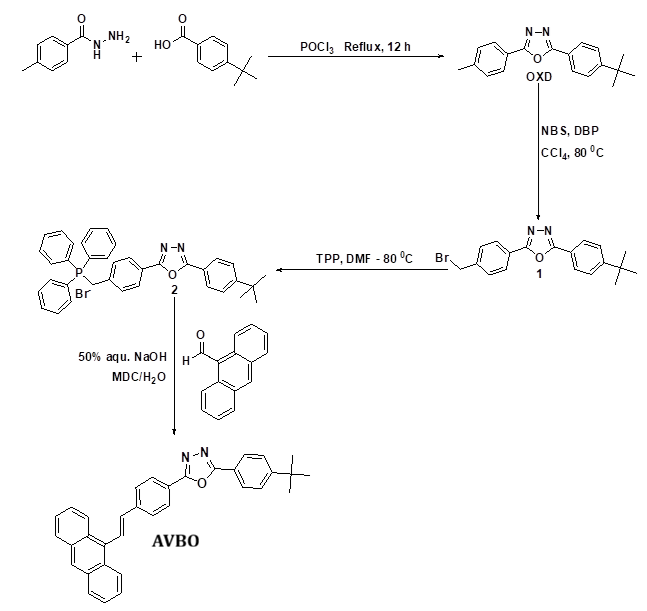 O
N
H
NH₂
+
O
HO
POCl₃ Reflux, 12 h
N N
O
OXD
NBS, DBP
CCl₄, 80 ⁰C
N N
O
Br
1
TPP, DMF - 80 ⁰C
N N
O
P
Br
2
50% aqu. NaOH
MDC/H₂O
O
H
N N
O
AVBO